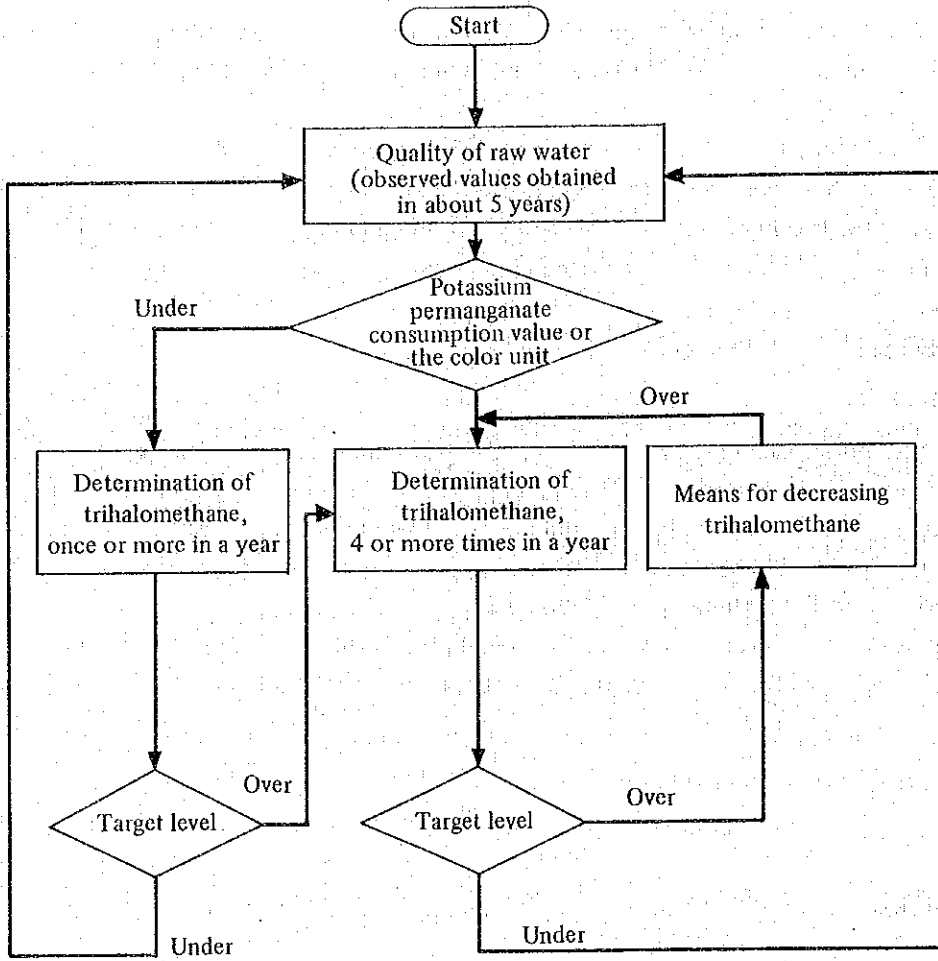 Start
Quality of raw water
(observed values obtained
in about 5 years)
Potassium
permanganate
consumption value or
the color unit
Under
Over
Determination of
trihalomethane,
once or more in a year
Determination of
trihalomethane,
4 or more times in a year
Means for decreasing
trihalomethane
Over
Target level
Over
Target level
Under
Under